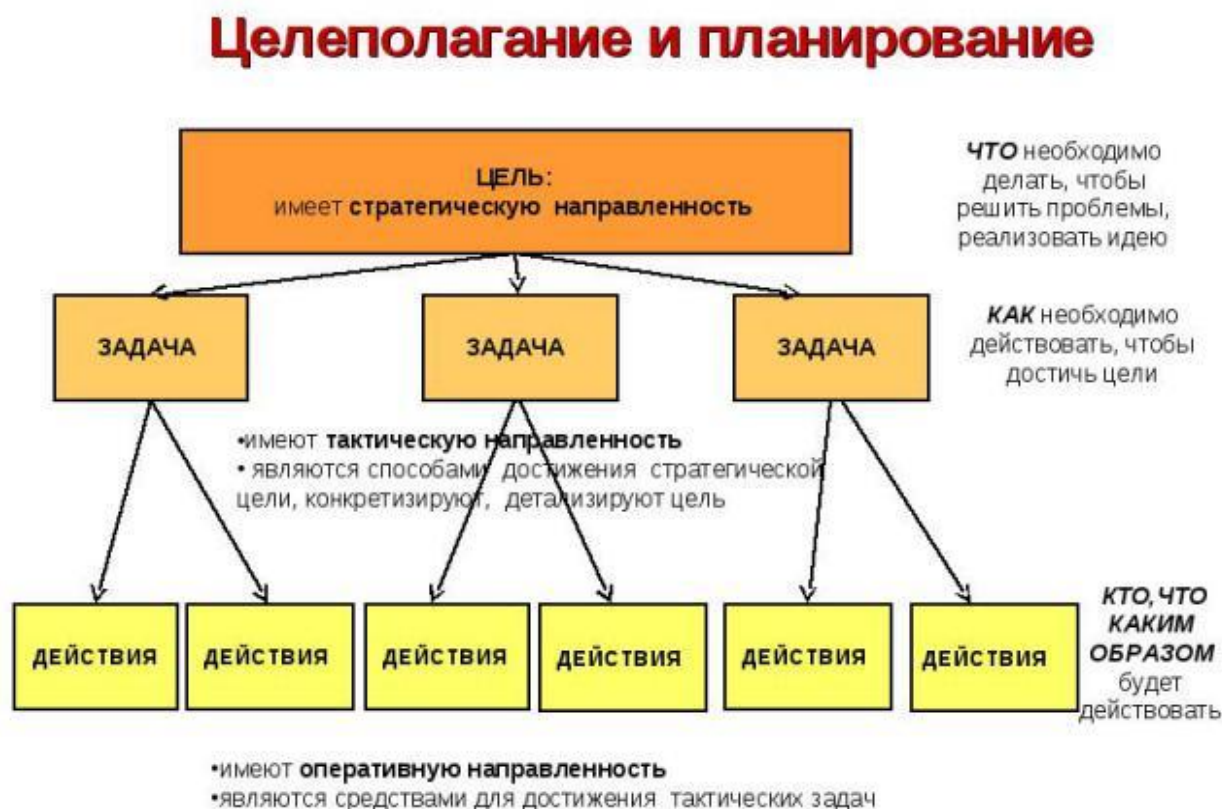 Целеполагание и планирование
ЦЕЛЬ:
имеет стратегическую направленность
ЧТО необходимо
делать, чтобы
решить проблемы,
реализовать идею
ЗАДАЧА
ЗАДАЧА
ЗАДАЧА
КАК необходимо
действовать, чтобы
достичь цели
•имеют тактическую направленность
• являются способами достижения стратегической
цели, конкретизируют, детализируют цель
ДЕЙСТВИЯ
ДЕЙСТВИЯ
ДЕЙСТВИЯ
ДЕЙСТВИЯ
ДЕЙСТВИЯ
ДЕЙСТВИЯ
КТО,ЧТО
КАКИМ
ОБРАЗОМ
будет
действовать
•имеют оперативную направленность
•являются средствами для достижения тактических задач